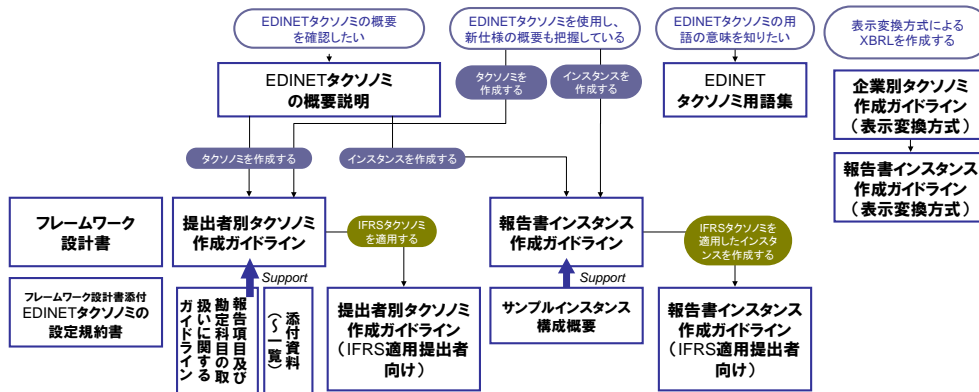 EDINETタクソノミの概要
を確認したい
EDINETタクソノミを使用し、
新仕様の概要も把握している
EDINETタクソノミの用
語の意味を知りたい
表示変換方式による
XBRLを作成する
EDINETタクソノミ
の概要説明
タクソノミを
作成する
インスタンスを
作成する
EDINET
タクソノミ用語集
企業別タクソノミ
作成ガイドライン
（表示変換方式）
タクソノミを作成する
インスタンスを作成する
報告書インスタンス
作成ガイドライン
（表示変換方式）
フレームワーク
設計書
提出者別タクソノミ
作成ガイドライン
IFRSタクソノミ
を適用する
報告書インスタンス
作成ガイドライン
IFRSタクソノミを
適用したインスタ
ンスを作成する
Support
Support
フレームワーク設計書添付
EDINETタクソノミの
設定規約書
報告項目及び
勘定科目の取
扱いに関する
ガイドライン
添付資料
（～一覧）
提出者別タクソノミ
作成ガイドライン
（IFRS適用提出者
向け）
サンプルインスタンス
構成概要
報告書インスタンス
作成ガイドライン
（IFRS適用提出者
向け）